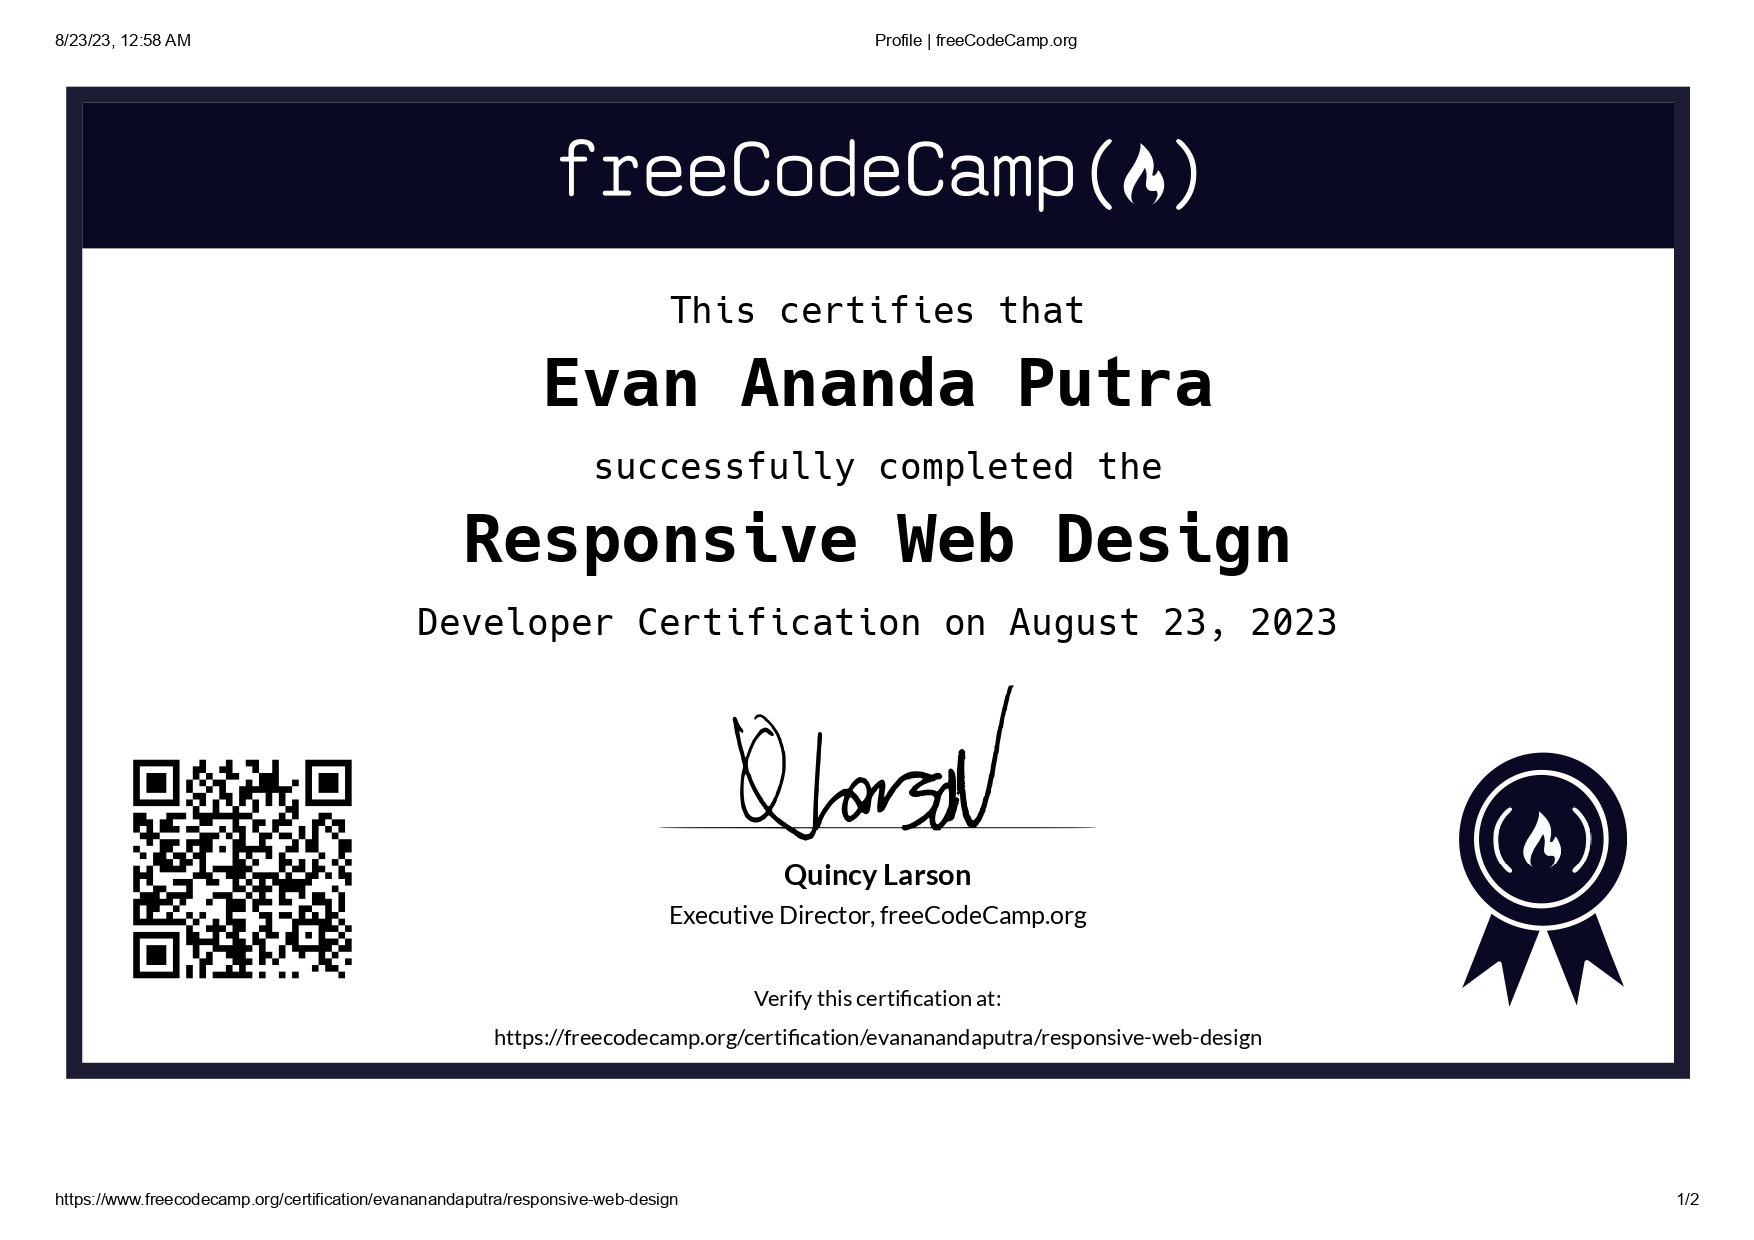 8/23/23, 12:58 AM
Profile | freeCodeCamp.org
freeCodeCamp
This certifies that
Evan Ananda Putra
successfully completed the
Responsive Web Design
Developer Certification on August 23, 2023
Quincy Larson
Executive Director, freeCodeCamp.org
Verify this certification at:
https://freecodecamp.org/certification/evananandaputra/responsive-web-design
https://www.freecodecamp.org/certification/evananandaputra/responsive-web-design
1/2